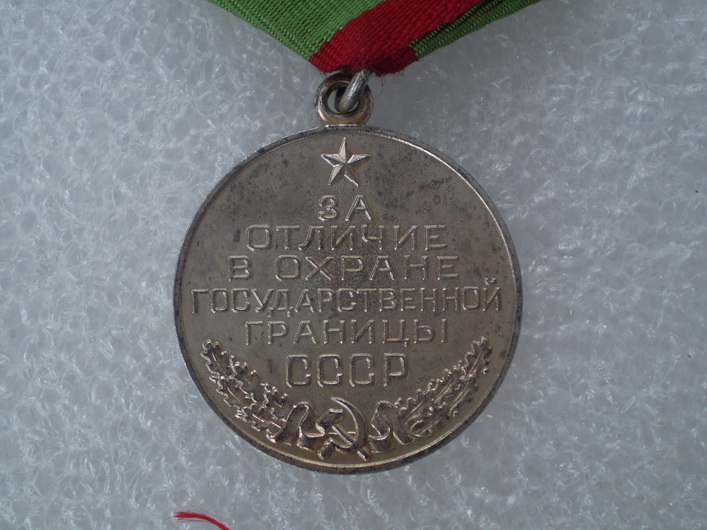 ЗА
ОТЛИЧИЕ
В ОХРАНЕ
ГОСУДАРСТВЕННОЙ
ГРАНИЦЫ
СССР